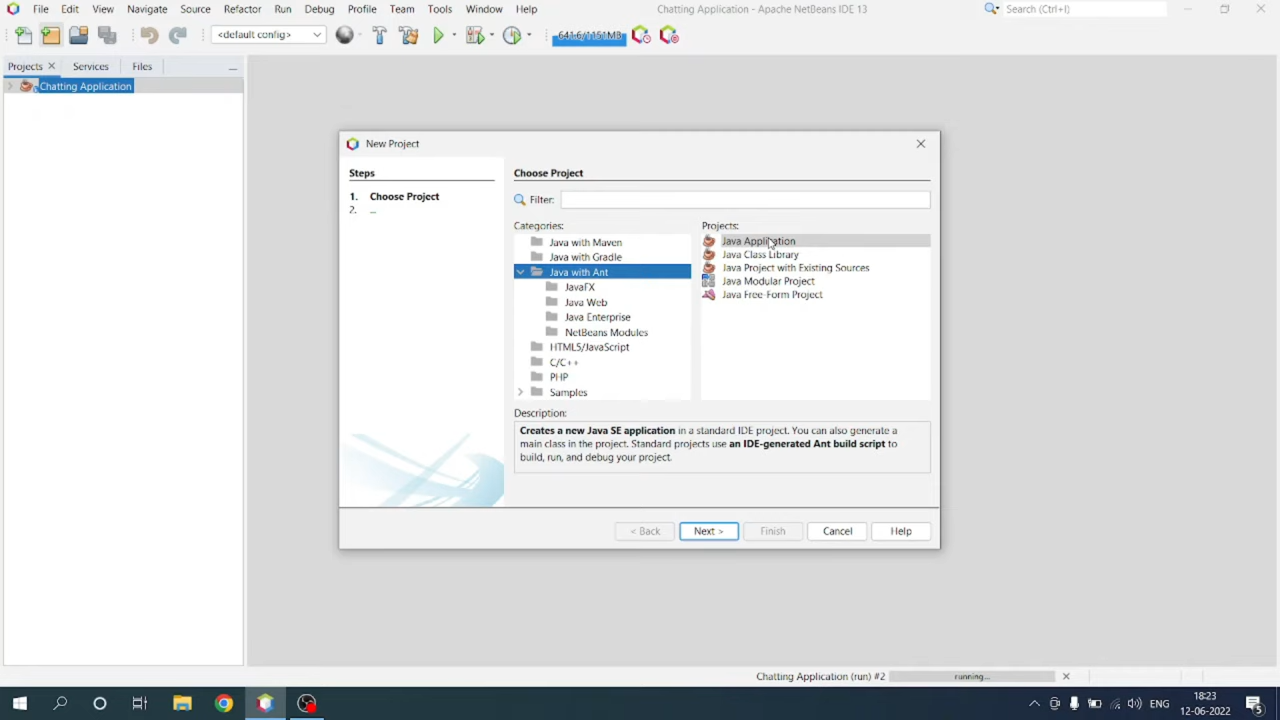 File Edit View Navigate Source Refactor Run Debug Profile Team Tools Window Help
Chatting Application - Apache NetBeans IDE 13
Search (Ctrl+I)
<default config>
641.6/1151MB
Projects Services Files
Chatting Application
New Project
Steps
1. Choose Project
2. ...
Choose Project
Filter:
Categories:
Java with Maven
Java with Gradle
Java with Ant
JavaFX
Java Web
Java Enterprise
NetBeans Modules
HTML5/JavaScript
C/C++
PHP
Samples
Projects:
Java Application
Java Class Library
Java Project with Existing Sources
Java Modular Project
Java Free-Form Project
Description:
Creates a new Java SE application in a standard IDE project. You can also generate a
main class in the project. Standard projects use an IDE-generated Ant build script to
build, run, and debug your project.
< Back Next > Finish Cancel Help
Chatting Application (run) #2 running...
ENG
18:23
12-06-2022
5